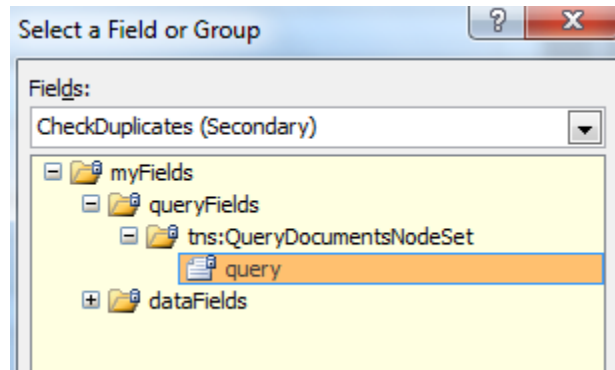 Select a Field or Group
Fields:
CheckDuplicates (Secondary)
myFields
queryFields
tns:QueryDocumentsNodeSet
query
dataFields